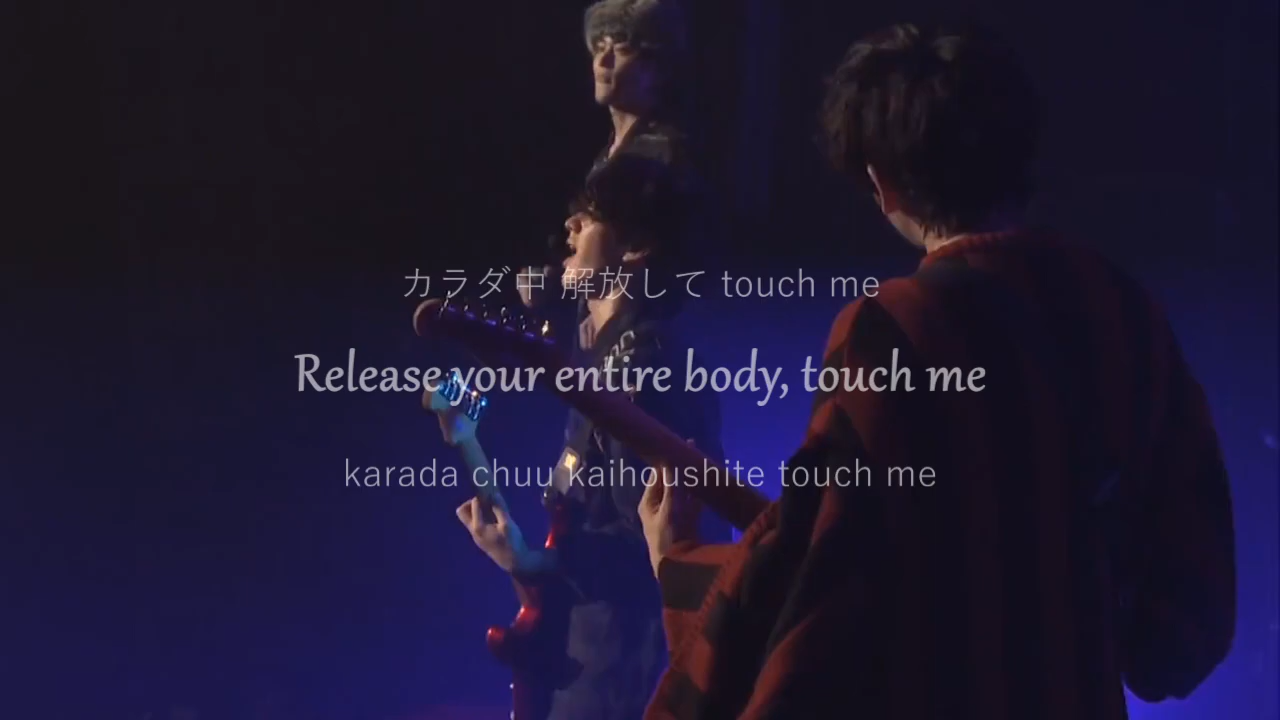 カラダ中 解放して touch me
Release your entire body, touch me
karada chuu kaihoushite touch me